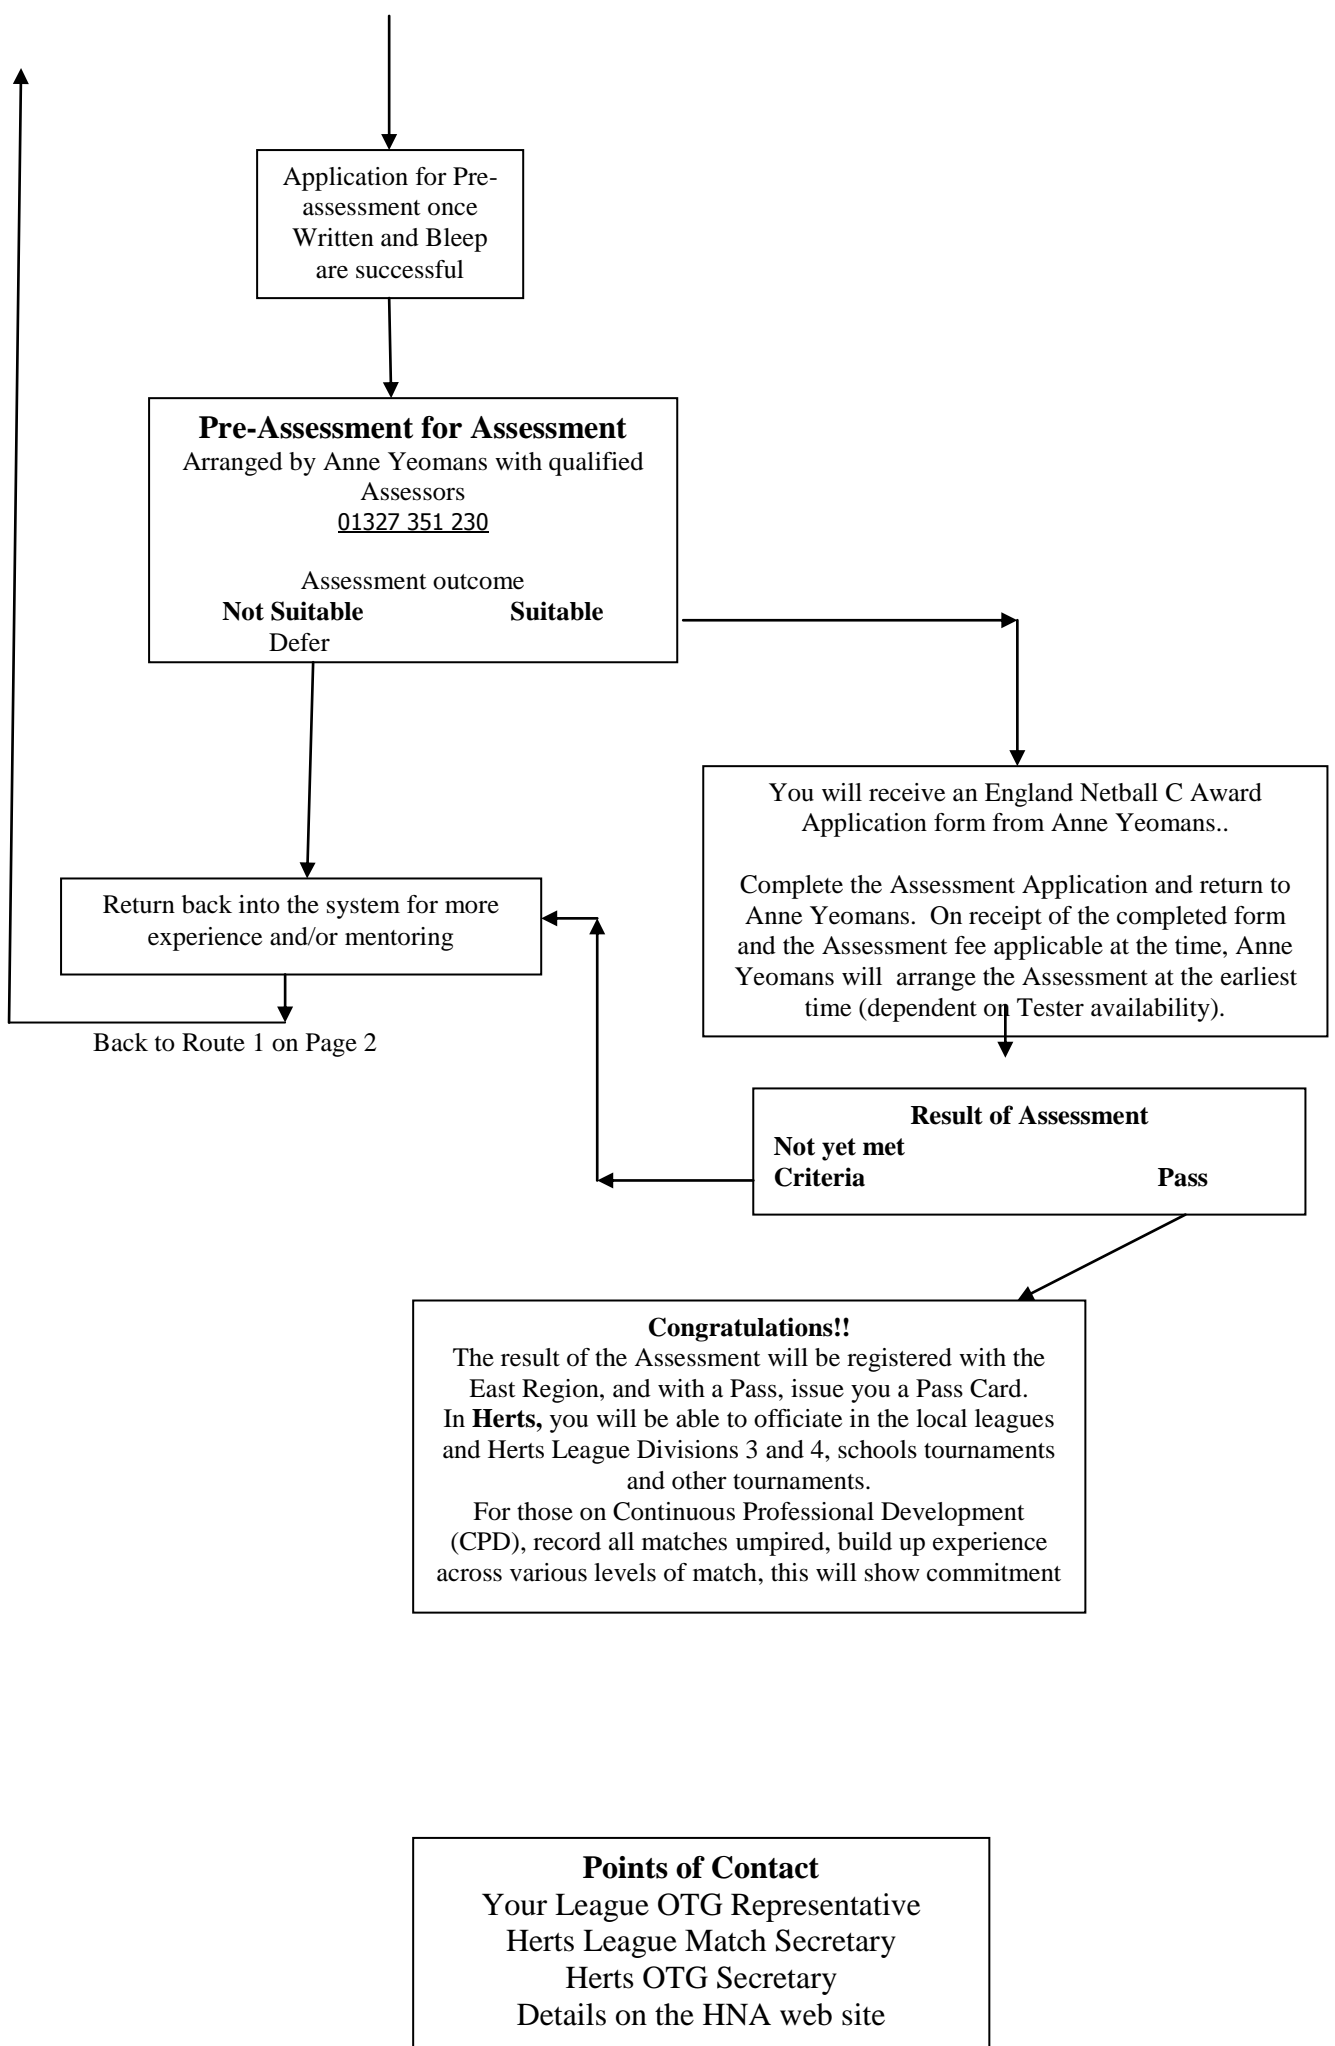 Application for Pre-
assessment once
Written and Bleep
are successful
Pre-Assessment for Assessment
Arranged by Anne Yeomans with qualified
Assessors
01327 351 230
Assessment outcome
Not Suitable Suitable
Defer
You will receive an England Netball C Award
Application form from Anne Yeomans..
Complete the Assessment Application and return to
Anne Yeomans. On receipt of the completed form
and the Assessment fee applicable at the time, Anne
Yeomans will arrange the Assessment at the earliest
time (dependent on Tester availability).
Return back into the system for more
experience and/or mentoring
Back to Route 1 on Page 2
Result of Assessment
Not yet met
Criteria Pass
Congratulations!!
The result of the Assessment will be registered with the
East Region, and with a Pass, issue you a Pass Card.
In Herts, you will be able to officiate in the local leagues
and Herts League Divisions 3 and 4, schools tournaments
and other tournaments.
For those on Continuous Professional Development
(CPD), record all matches umpired, build up experience
across various levels of match, this will show commitment
Points of Contact
Your League OTG Representative
Herts League Match Secretary
Herts OTG Secretary
Details on the HNA web site